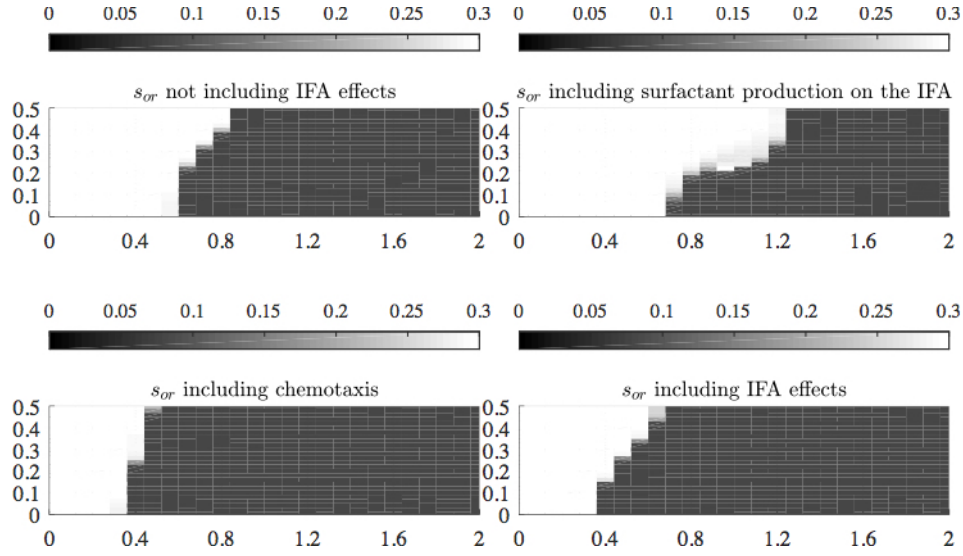 0 0.05 0.1 0.15 0.2 0.25 0.3
0 0.05 0.1 0.15 0.2 0.25 0.3
s_or not including IFA effects
s_or including surfactant production on the IFA
0.5
0.4
0.3
0.2
0.1
0
0 0.4 0.8 1.2 1.6 2
0.5
0.4
0.3
0.2
0.1
0
0 0.4 0.8 1.2 1.6 2
0 0.05 0.1 0.15 0.2 0.25 0.3
0 0.05 0.1 0.15 0.2 0.25 0.3
s_or including chemotaxis
s_or including IFA effects
0.5
0.4
0.3
0.2
0.1
0
0 0.4 0.8 1.2 1.6 2
0.5
0.4
0.3
0.2
0.1
0
0 0.4 0.8 1.2 1.6 2